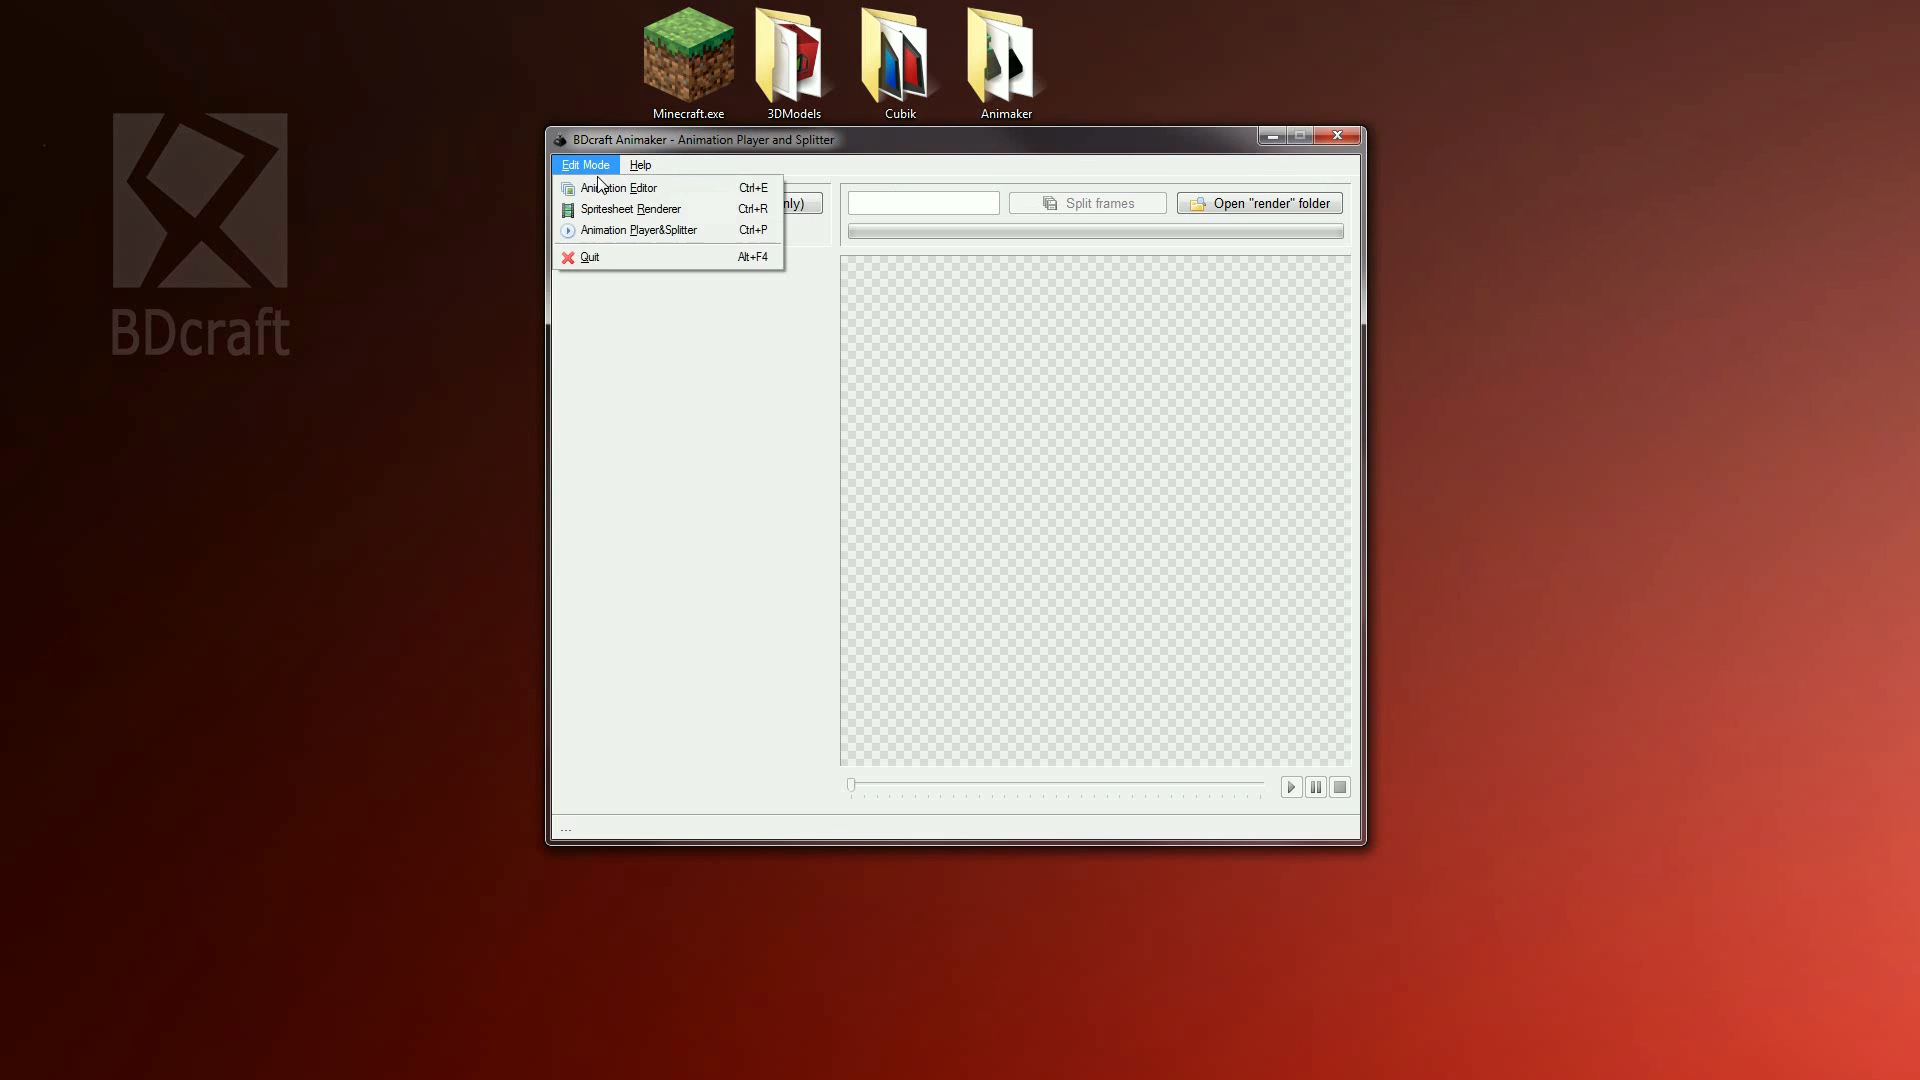 Minecraft.exe
3DModels
Cubik
Animaker
BDcraft
BDcraft Animaker - Animation Player and Splitter
Edit Mode
Help
Animation Editor Ctrl+E
Spritesheet Renderer Ctrl+R
Animation Player&Splitter Ctrl+P
Quit Alt+F4
nly)
Split frames
Open "render" folder
...